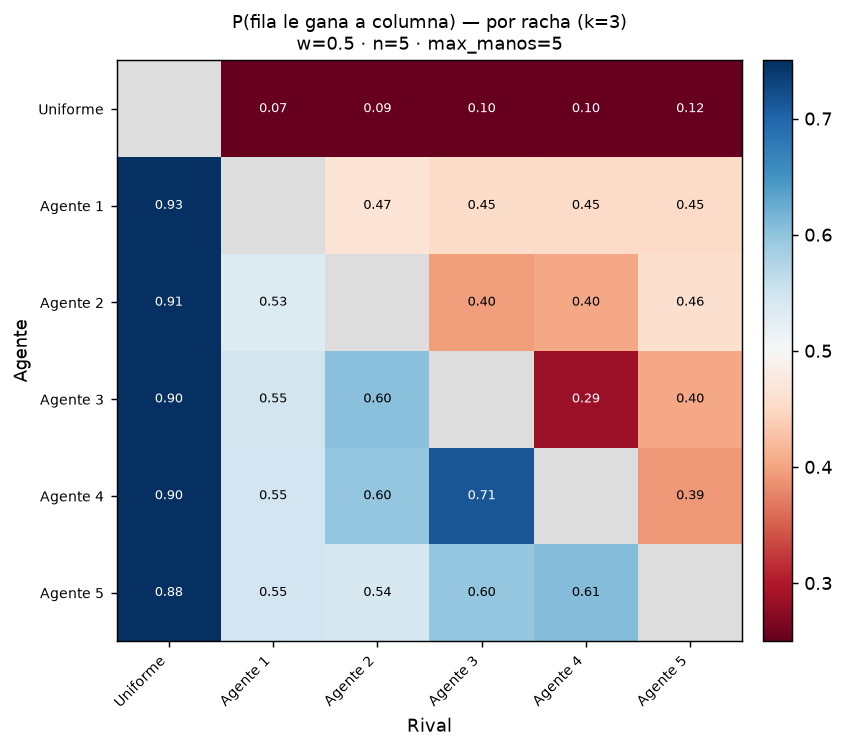 P(fila le gana a columna) — por racha (k=3)
w=0.5 · n=5 · max_manos=5
Uniforme 0.07 0.09 0.10 0.10 0.12
Agente 1 0.93 0.47 0.45 0.45 0.45
Agente 2 0.91 0.53 0.40 0.40 0.46
Agente 3 0.90 0.55 0.60 0.29 0.40
Agente 4 0.90 0.55 0.60 0.71 0.39
Agente 5 0.88 0.55 0.54 0.60 0.61
Agente
Uniforme Agente 1 Agente 2 Agente 3 Agente 4 Agente 5
Rival
0.7
0.6
0.5
0.4
0.3